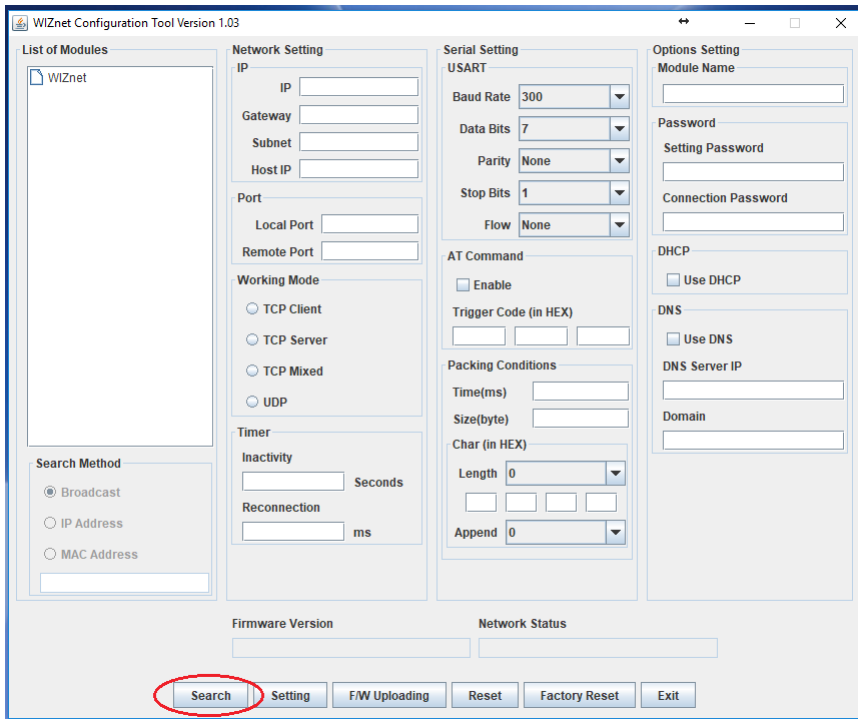 WIZnet Configuration Tool Version 1.03
List of Modules
WIZnet
Search Method
Broadcast
IP Address
MAC Address
Network Setting
IP
IP
Gateway
Subnet
Host IP
Port
Local Port
Remote Port
Working Mode
TCP Client
TCP Server
TCP Mixed
UDP
Timer
Inactivity
Seconds
Reconnection
ms
Serial Setting
USART
Baud Rate 300
Data Bits 7
Parity None
Stop Bits 1
Flow None
AT Command
Enable
Trigger Code (in HEX)
Packing Conditions
Time(ms)
Size(byte)
Char (in HEX)
Length 0
Append 0
Options Setting
Module Name
Password
Setting Password
Connection Password
DHCP
Use DHCP
DNS
Use DNS
DNS Server IP
Domain
Firmware Version
Network Status
Search Setting F/W Uploading Reset Factory Reset Exit